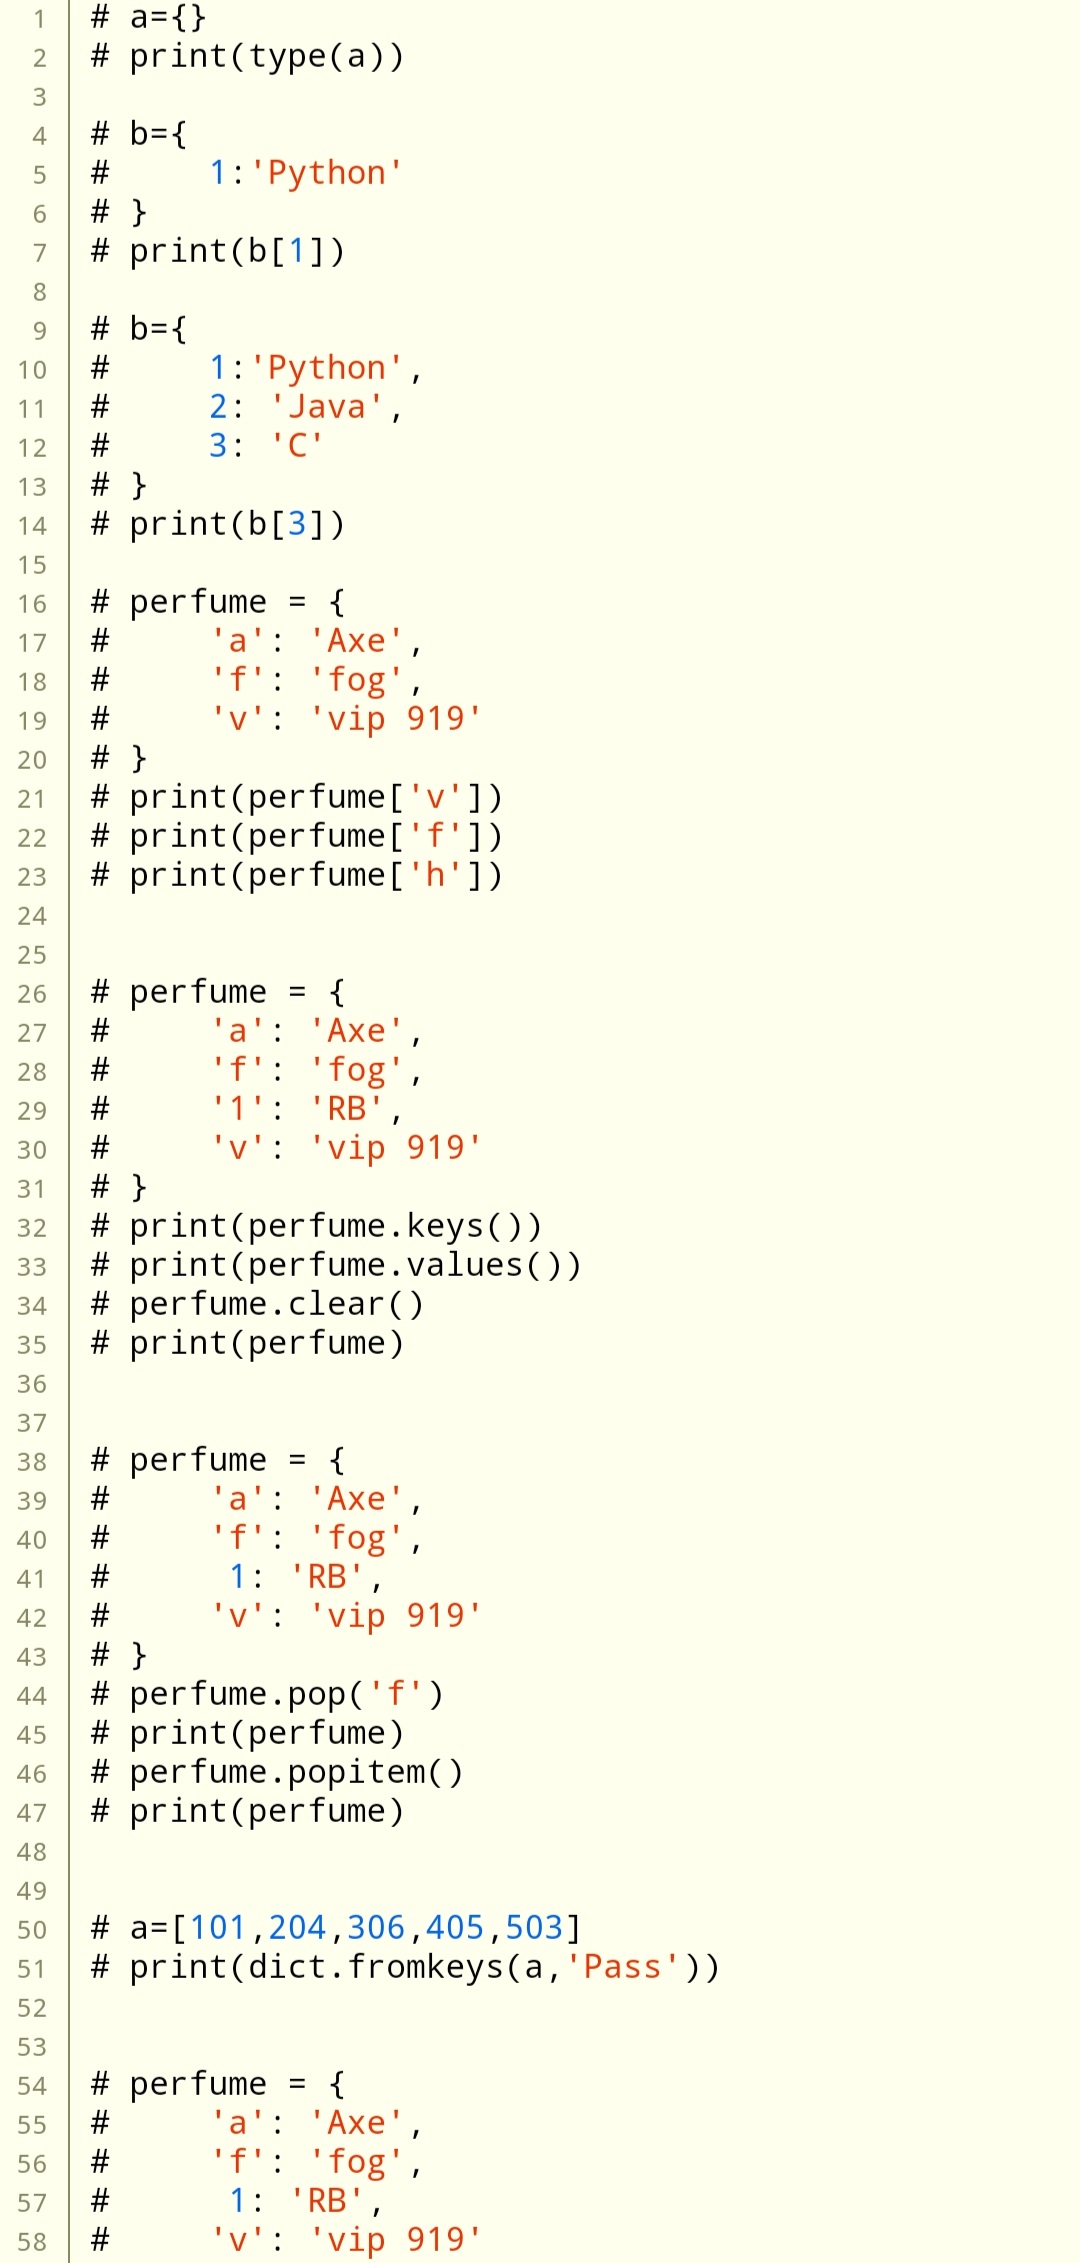 1 # a={}
2 # print(type(a))
3
4 # b={
5 #     1:'Python'
6 # }
7 # print(b[1])
8
9 # b={
10 #     1:'Python',
11 #     2: 'Java',
12 #     3: 'C'
13 # }
14 # print(b[3])
15
16 # perfume = {
17 #     'a': 'Axe',
18 #     'f': 'fog',
19 #     'v': 'vip 919'
20 # }
21 # print(perfume['v'])
22 # print(perfume['f'])
23 # print(perfume['h'])
24
25
26 # perfume = {
27 #     'a': 'Axe',
28 #     'f': 'fog',
29 #     '1': 'RB',
30 #     'v': 'vip 919'
31 # }
32 # print(perfume.keys())
33 # print(perfume.values())
34 # perfume.clear()
35 # print(perfume)
36
37
38 # perfume = {
39 #     'a': 'Axe',
40 #     'f': 'fog',
41 #      1: 'RB',
42 #     'v': 'vip 919'
43 # }
44 # perfume.pop('f')
45 # print(perfume)
46 # perfume.popitem()
47 # print(perfume)
48
49
50 # a=[101,204,306,405,503]
51 # print(dict.fromkeys(a,'Pass'))
52
53
54 # perfume = {
55 #     'a': 'Axe',
56 #     'f': 'fog',
57 #      1: 'RB',
58 #     'v': 'vip 919'